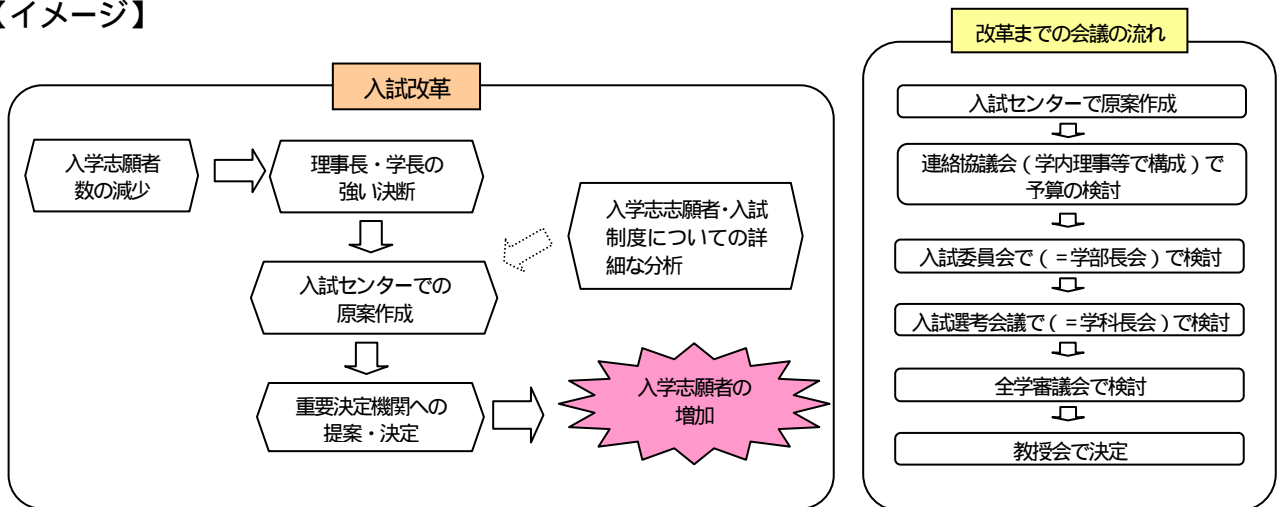 【イメージ】
入試改革
入学志願者
数の減少
理事長・学長の
強い決断
入学志志願者・入試
制度についての詳
細な分析
入試センターでの
原案作成
重要決定機関への
提案・決定
入学志願者の
増加
改革までの会議の流れ
入試センターで原案作成
連絡協議会（学内理事等で構成）で
予算の検討
入試委員会で（=学部長会）で検討
入試選考会議で（=学科長会）で検討
全学審議会で検討
教授会で決定